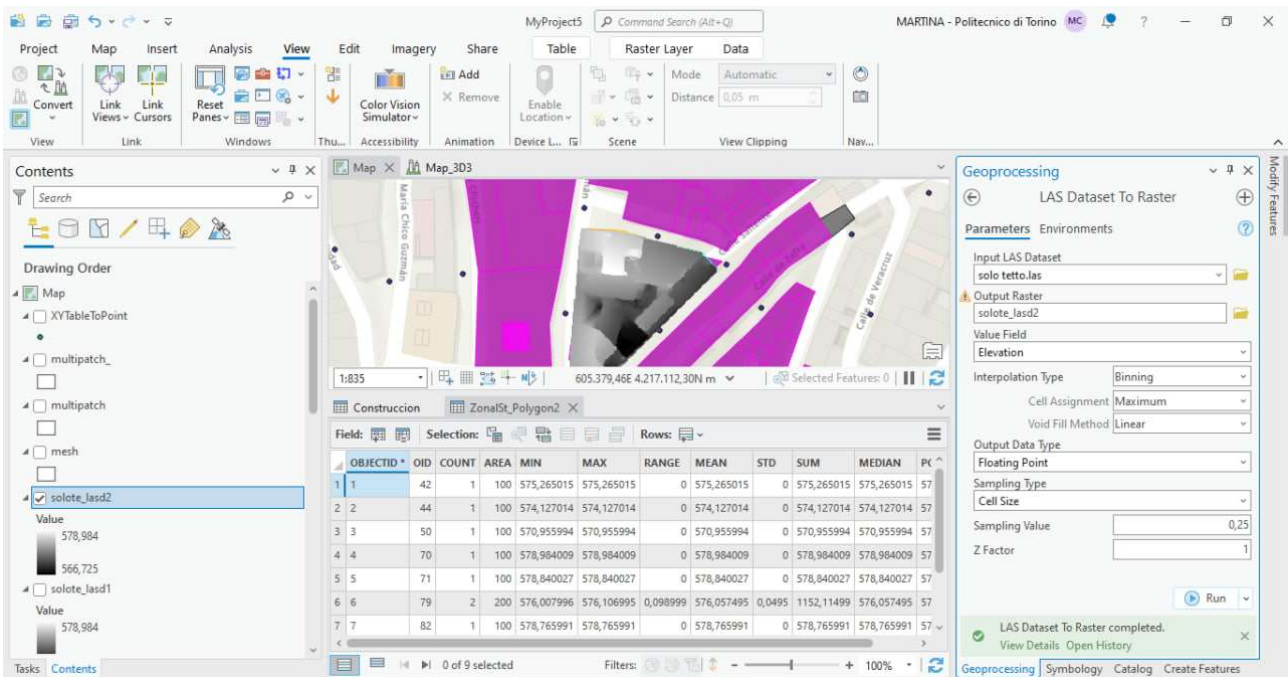 MyProject5
Command Search (Alt+Q)
MARTINA - Politecnico di Torino
MC
?
Project Map Insert Analysis View Edit Imagery Share Table Raster Layer Data
Convert
Link Views
Link Cursors
Reset Panes
Color Vision Simulator
Add
Remove
Enable Location
Mode Automatic
Distance 0,05 m
View Link Windows Thu... Accessibility Animation Device L... Scene View Clipping Nav...
Contents
Search
Drawing Order
Map
XYTableToPoint
multipatch_
multipatch
mesh
solote_lasd2
Value
578,984
566,725
solote_lasd1
Value
578,984
Tasks Contents
Map Map_3D3
María Chico Guzmán
Calle de Veracruz
1:835
605.379,46E 4.217.112,30N m
Selected Features: 0
Construccion ZonalSt_Polygon2
Field: Selection: Rows:
OBJECTID * OID COUNT AREA MIN MAX RANGE MEAN STD SUM MEDIAN
1 1 42 1 100 575,265015 575,265015 0 575,265015 0 575,265015 575,265015 57
2 2 44 1 100 574,127014 574,127014 0 574,127014 0 574,127014 574,127014 57
3 3 50 1 100 570,955994 570,955994 0 570,955994 0 570,955994 570,955994 57
4 4 70 1 100 578,984009 578,984009 0 578,984009 0 578,984009 578,984009 57
5 5 71 1 100 578,840027 578,840027 0 578,840027 0 578,840027 578,840027 57
6 6 79 2 200 576,007996 576,106995 0,098999 576,057495 0,0495 1152,11499 576,057495 57
7 7 82 1 100 578,765991 578,765991 0 578,765991 0 578,765991 578,765991 57
0 of 9 selected
Filters:
100%
Geoprocessing
LAS Dataset To Raster
Parameters Environments
Input LAS Dataset
solo tetto.las
Output Raster
solote_lasd2
Value Field
Elevation
Interpolation Type Binning
Cell Assignment Maximum
Void Fill Method Linear
Output Data Type
Floating Point
Sampling Type
Cell Size
Sampling Value 0,25
Z Factor 1
Run
LAS Dataset To Raster completed.
View Details Open History
Geoprocessing Symbology Catalog Create Features
Modify Features